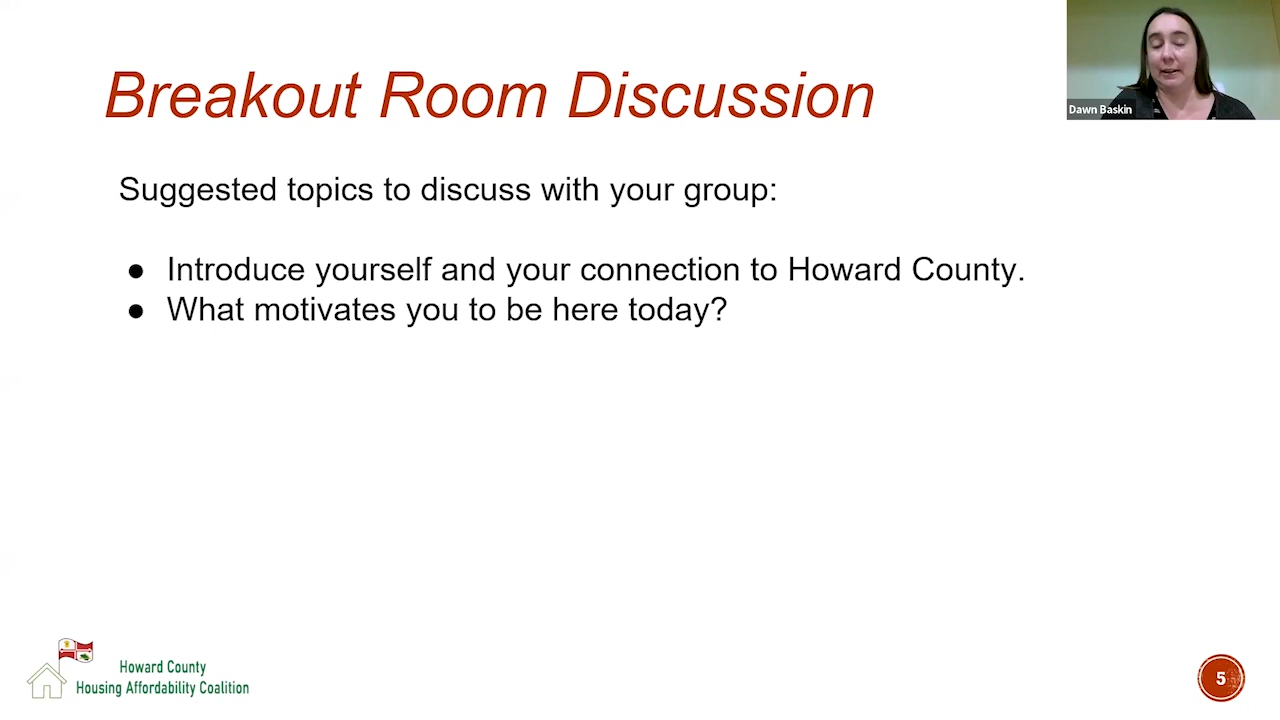 Breakout Room Discussion
Dawn Baskin
Suggested topics to discuss with your group:
● Introduce yourself and your connection to Howard County.
● What motivates you to be here today?
Howard County
Housing Affordability Coalition
5